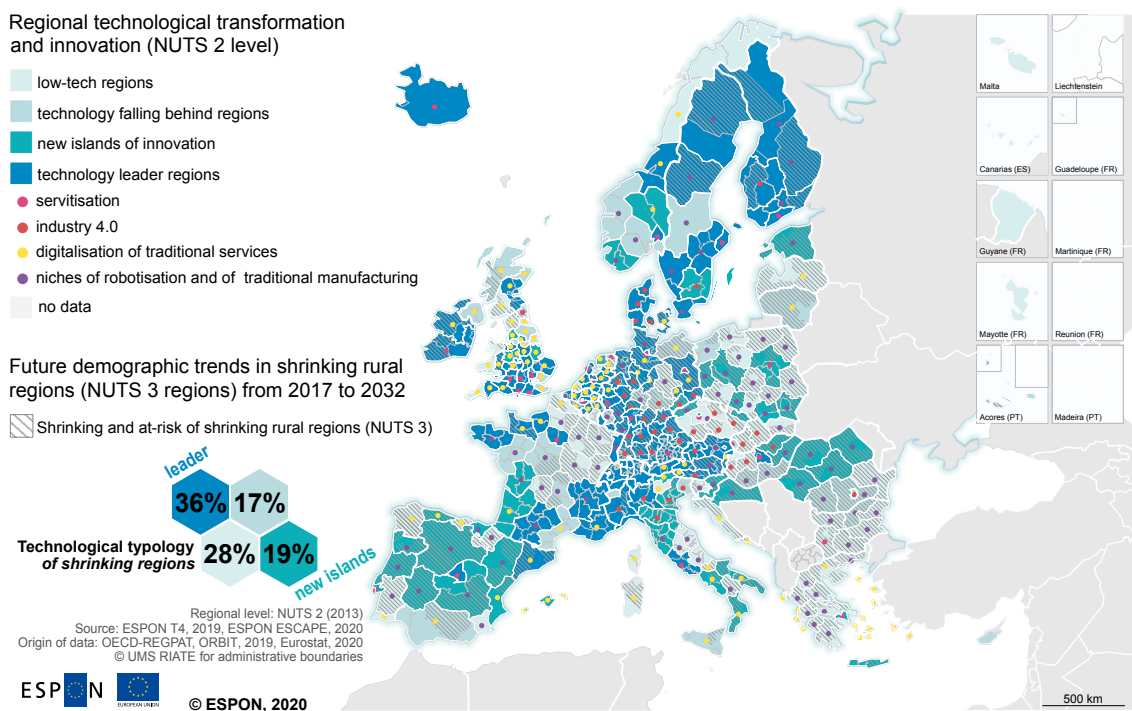 Regional technological transformation
and innovation (NUTS 2 level)
low-tech regions
technology falling behind regions
new islands of innovation
technology leader regions
servitisation
industry 4.0
digitalisation of traditional services
niches of robotisation and of traditional manufacturing
no data
Future demographic trends in shrinking rural
regions (NUTS 3 regions) from 2017 to 2032
Shrinking and at-risk of shrinking rural regions (NUTS 3)
leader
36% 17%
Technological typology
of shrinking regions
28% 19%
new islands
Regional level: NUTS 2 (2013)
Source: ESPON T4, 2019, ESPON ESCAPE, 2020
Origin of data: OECD-REGPAT, ORBIT, 2019, Eurostat, 2020
© UMS RIATE for administrative boundaries
ESPON
EUROPEAN UNION
© ESPON, 2020
Malta
Liechtenstein
Canarias (ES)
Guadeloupe (FR)
Guyane (FR)
Martinique (FR)
Mayotte (FR)
Reunion (FR)
Acores (PT)
Madeira (PT)
500 km